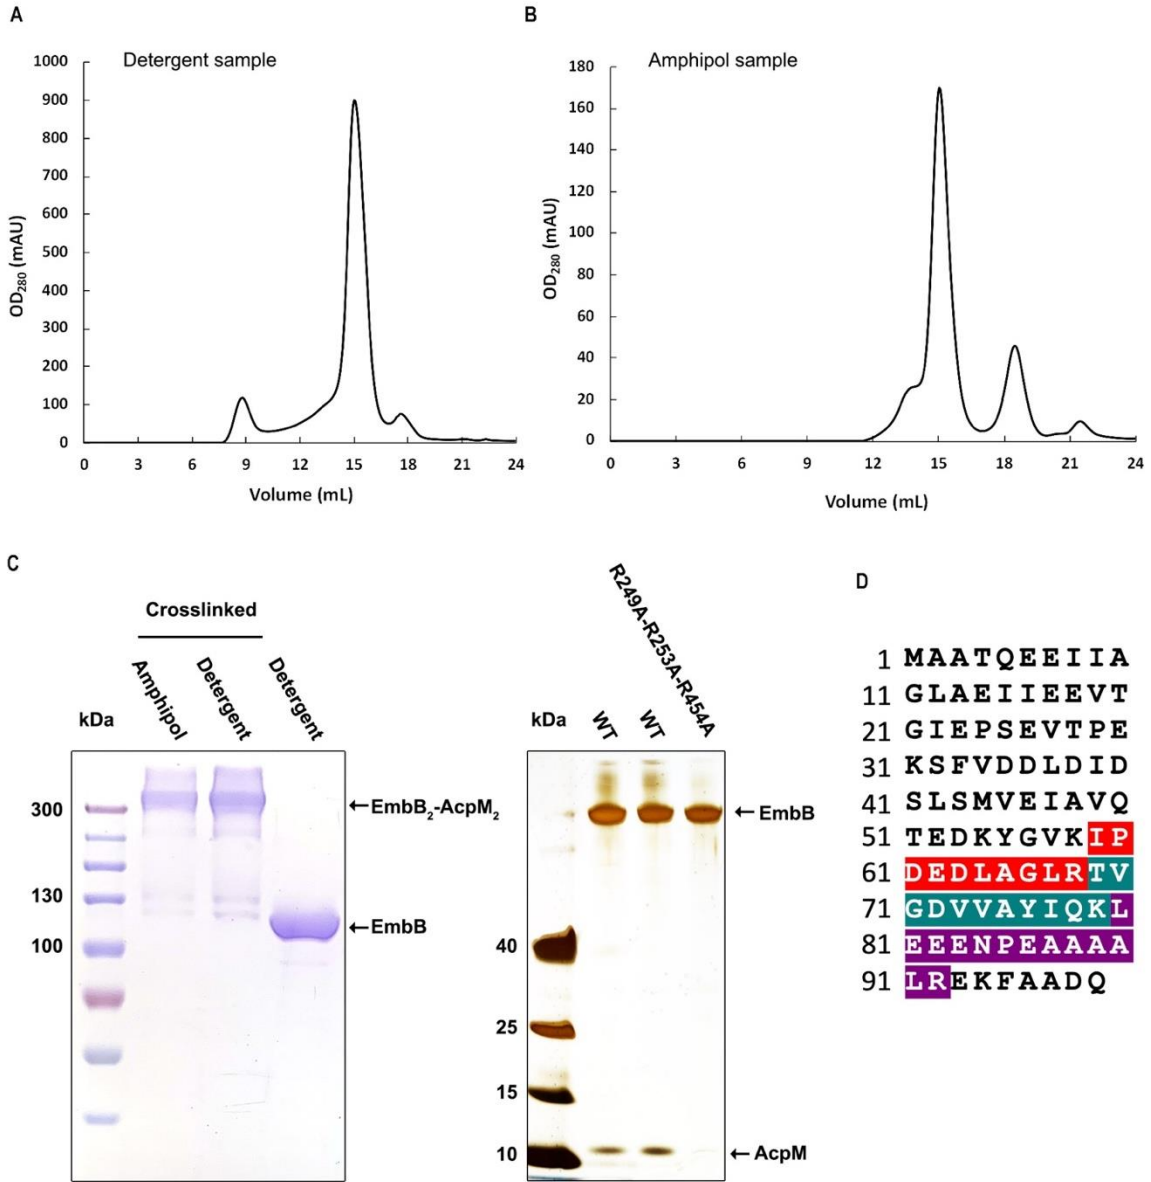 A
Detergent sample
1000
900
800
700
600
500
400
300
200
100
0
OD280 (mAU)
0 3 6 9 12 15 18 21 24
Volume (mL)
B
Amphipol sample
180
160
140
120
100
80
60
40
20
0
OD280 (mAU)
0 3 6 9 12 15 18 21 24
Volume (mL)
C
Crosslinked
kDa
Amphipol
Detergent
Detergent
300
130
100
←EmbB2-AcpM2
←EmbB
kDa
WT
WT
R249A-R253A-R454A
40
25
15
10
←EmbB
←AcpM
D
1 MAATQEEIIA
11 GLAEIIEEVT
21 GIEPSEVTPE
31 KSFVDDLDID
41 SLSMVEIAVQ
51 TEDKYGVKIP
61 DEDLAGLRTV
71 GDVVAYIQKL
81 EEENPEAAAA
91 LREKFAADQ